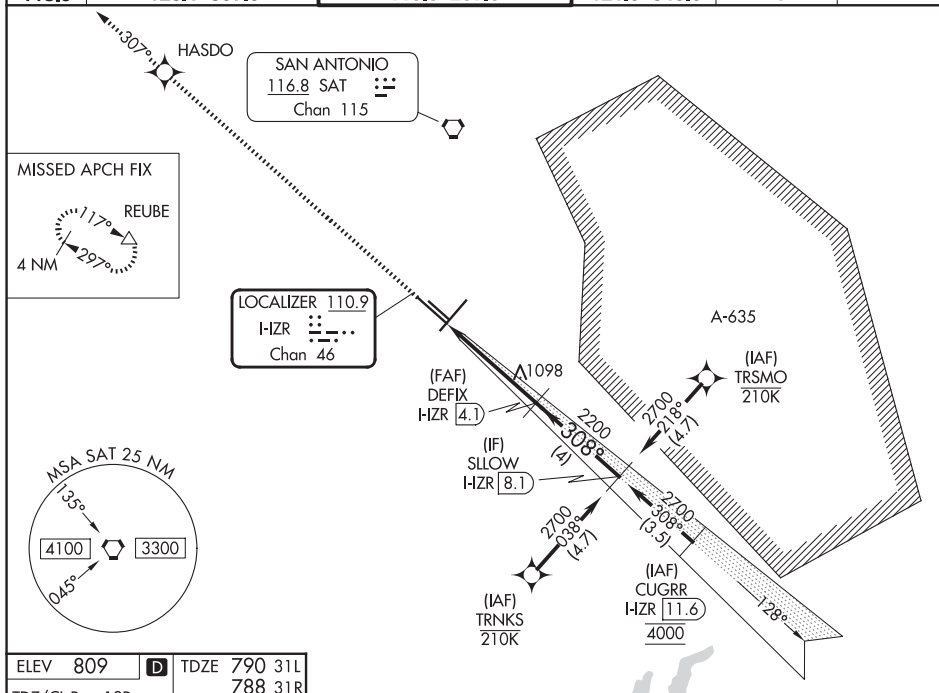 307°
HASDO
SAN ANTONIO
116.8 SAT
Chan 115
MISSED APCH FIX
117°
REUBE
297°
4 NM
LOCALIZER 110.9
I-IZR
Chan 46
A-635
(IAF)
TRSMO
210K
1098
(FAF)
DEFIX
I-IZR 4.1
2200
308°
(4)
2700
218°
(4.7)
(IF)
SLLOW
I-IZR 8.1
2700
308°
(3.5)
2700
038°
(4.7)
(IAF)
TRNKS
210K
(IAF)
CUGRR
I-IZR 11.6
4000
128°
MSA SAT 25 NM
135°
4100
3300
045°
ELEV 809 D TDZE 790 31L
788 31R